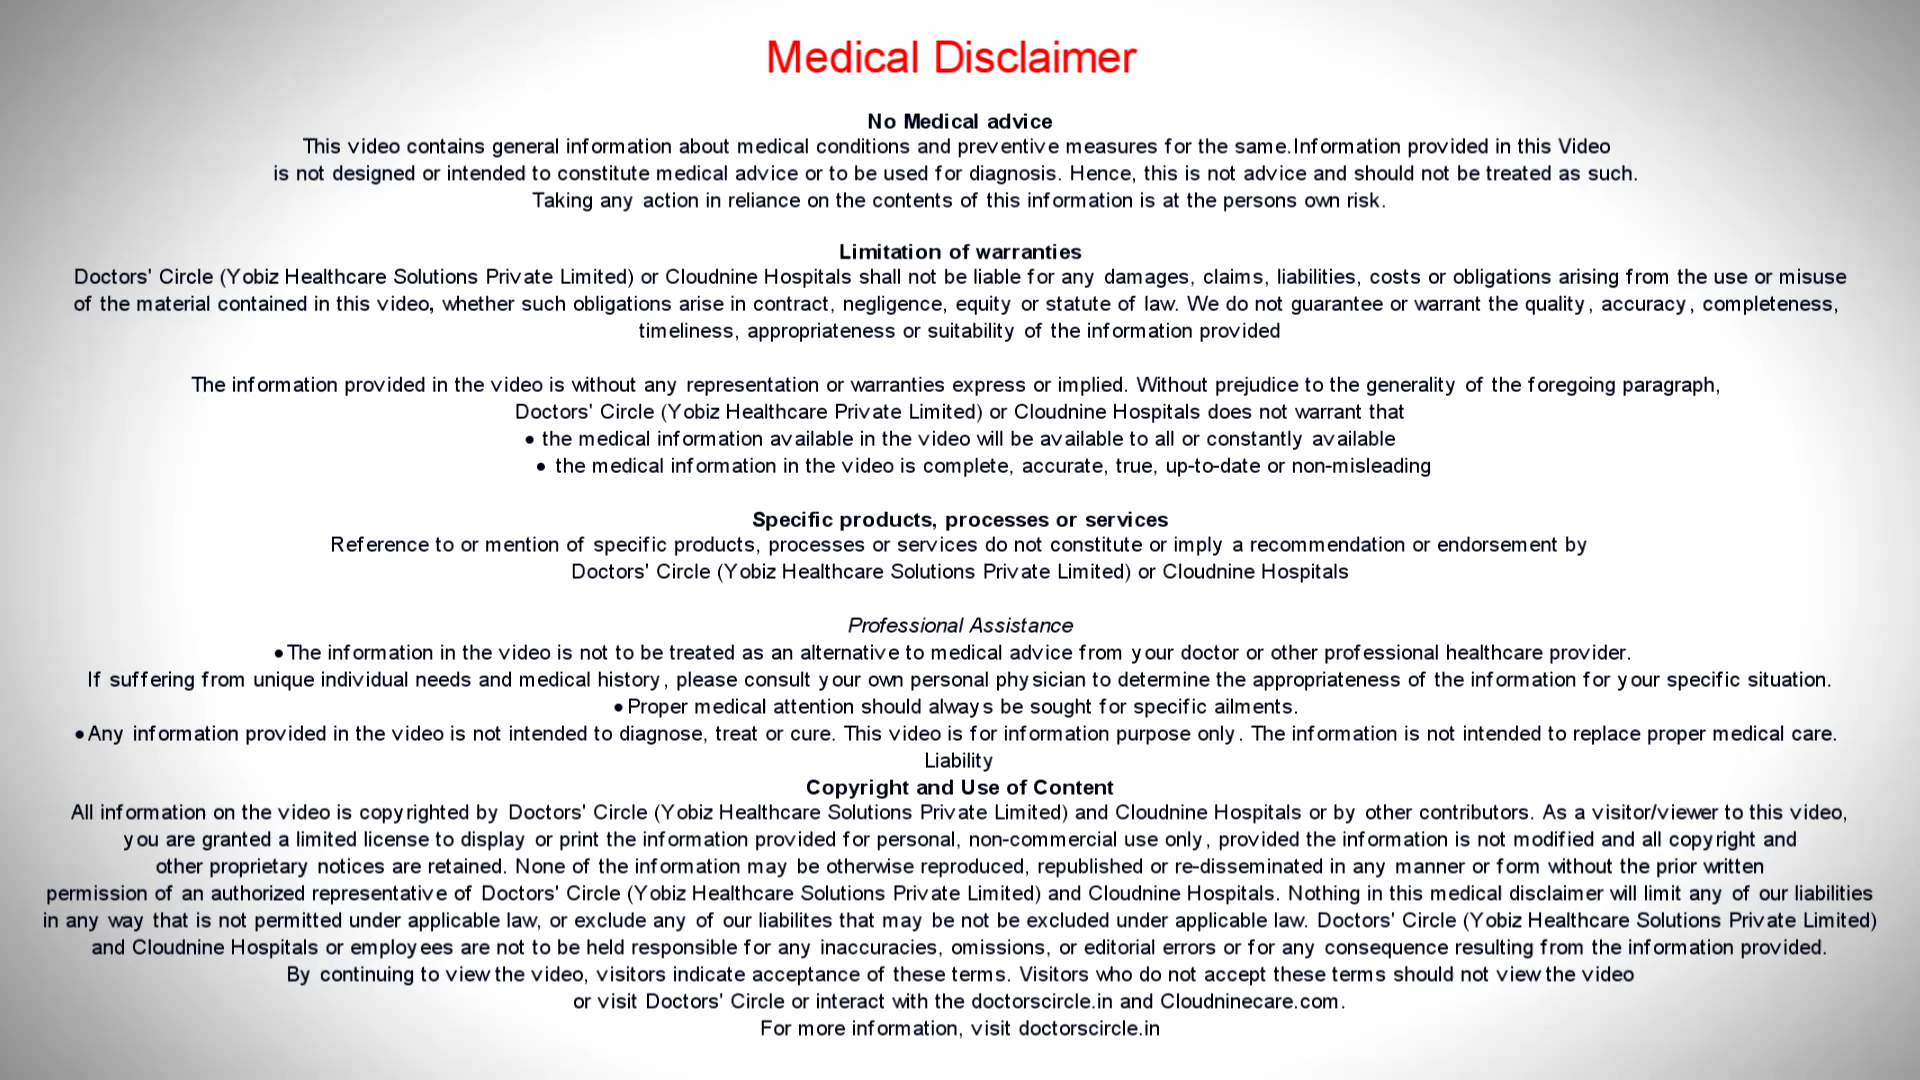 Medical Disclaimer
No Medical advice
This video contains general information about medical conditions and preventive measures for the same.Information provided in this Video
is not designed or intended to constitute medical advice or to be used for diagnosis. Hence, this is not advice and should not be treated as such.
Taking any action in reliance on the contents of this information is at the persons own risk.
Limitation of warranties
Doctors' Circle (Yobiz Healthcare Solutions Private Limited) or Cloudnine Hospitals shall not be liable for any damages, claims, liabilities, costs or obligations arising from the use or misuse
of the material contained in this video, whether such obligations arise in contract, negligence, equity or statute of law. We do not guarantee or warrant the quality, accuracy, completeness,
timeliness, appropriateness or suitability of the information provided
The information provided in the video is without any representation or warranties express or implied. Without prejudice to the generality of the foregoing paragraph,
Doctors' Circle (Yobiz Healthcare Private Limited) or Cloudnine Hospitals does not warrant that
• the medical information available in the video will be available to all or constantly available
• the medical information in the video is complete, accurate, true, up-to-date or non-misleading
Specific products, processes or services
Reference to or mention of specific products, processes or services do not constitute or imply a recommendation or endorsement by
Doctors' Circle (Yobiz Healthcare Solutions Private Limited) or Cloudnine Hospitals
Professional Assistance
•The information in the video is not to be treated as an alternative to medical advice from your doctor or other professional healthcare provider.
If suffering from unique individual needs and medical history, please consult your own personal physician to determine the appropriateness of the information for your specific situation.
•Proper medical attention should always be sought for specific ailments.
•Any information provided in the video is not intended to diagnose, treat or cure. This video is for information purpose only. The information is not intended to replace proper medical care.
Liability
Copyright and Use of Content
All information on the video is copyrighted by Doctors' Circle (Yobiz Healthcare Solutions Private Limited) and Cloudnine Hospitals or by other contributors. As a visitor/viewer to this video,
you are granted a limited license to display or print the information provided for personal, non-commercial use only, provided the information is not modified and all copyright and
other proprietary notices are retained. None of the information may be otherwise reproduced, republished or re-disseminated in any manner or form without the prior written
permission of an authorized representative of Doctors' Circle (Yobiz Healthcare Solutions Private Limited) and Cloudnine Hospitals. Nothing in this medical disclaimer will limit any of our liabilities
in any way that is not permitted under applicable law, or exclude any of our liabilites that may be not be excluded under applicable law. Doctors' Circle (Yobiz Healthcare Solutions Private Limited)
and Cloudnine Hospitals or employees are not to be held responsible for any inaccuracies, omissions, or editorial errors or for any consequence resulting from the information provided.
By continuing to view the video, visitors indicate acceptance of these terms. Visitors who do not accept these terms should not view the video
or visit Doctors' Circle or interact with the doctorscircle.in and Cloudninecare.com.
For more information, visit doctorscircle.in